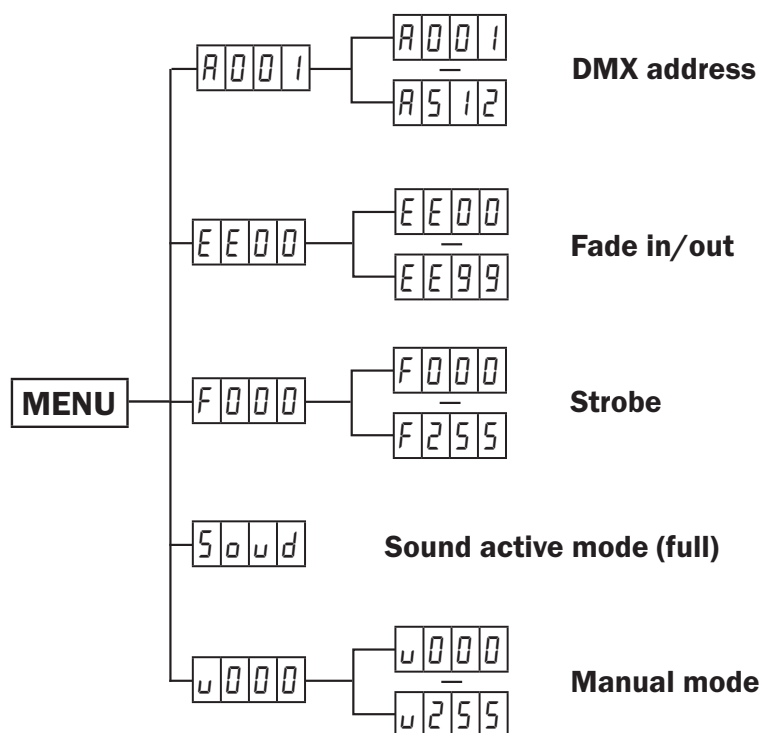 A001
A001
—
A512
DMX address
EE00
EE00
—
EE99
Fade in/out
MENU
F000
F000
—
F255
Strobe
Soud
Sound active mode (full)
u000
u000
—
u255
Manual mode